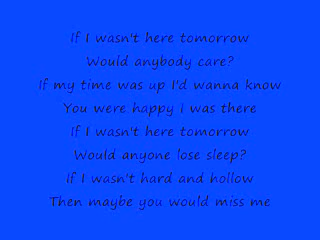 If I wasn't here tomorrow
Would anybody care?
If my time was up I'd wanna know
You were happy I was there
If I wasn't here tomorrow
Would anyone lose sleep?
If I wasn't hard and hollow
Then maybe you would miss me